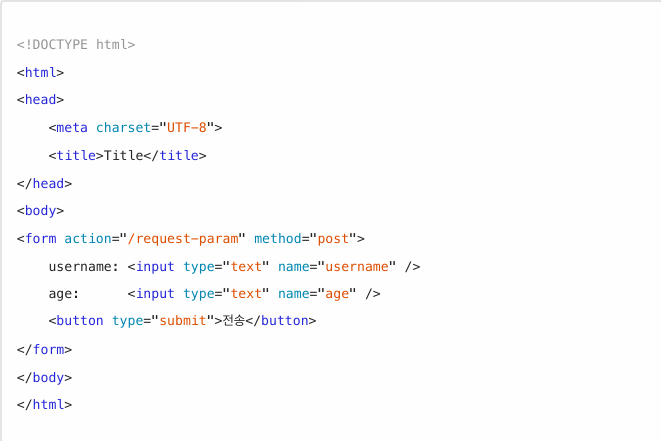 <!DOCTYPE html>
<html>
<head>
    <meta charset="UTF-8">
    <title>Title</title>
</head>
<body>
<form action="/request-param" method="post">
    username: <input type="text" name="username" />
    age:      <input type="text" name="age" />
    <button type="submit">전송</button>
</form>
</body>
</html>